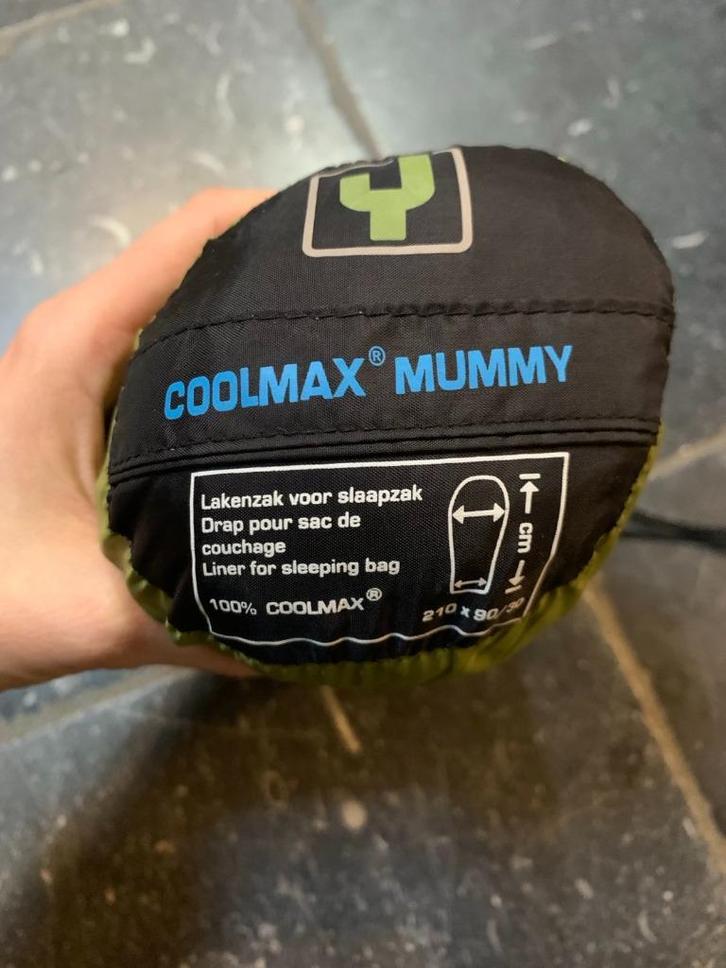 COOLMAX® MUMMY
Lakenzak voor slaapzak
Drap pour sac de
couchage
Liner for sleeping bag
100% COOLMAX®
cm
210 x 90/50